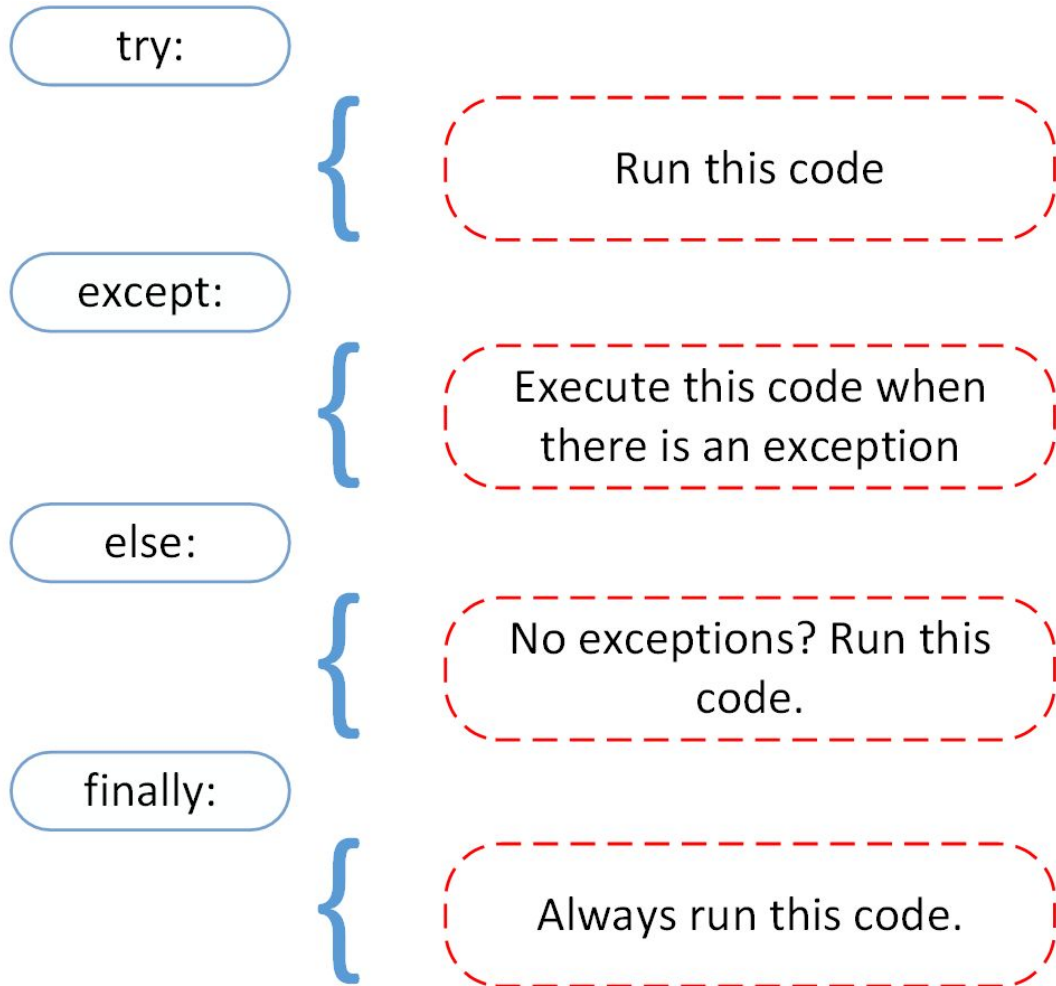 try:
Run this code
except:
Execute this code when
there is an exception
else:
No exceptions? Run this
code.
finally:
Always run this code.